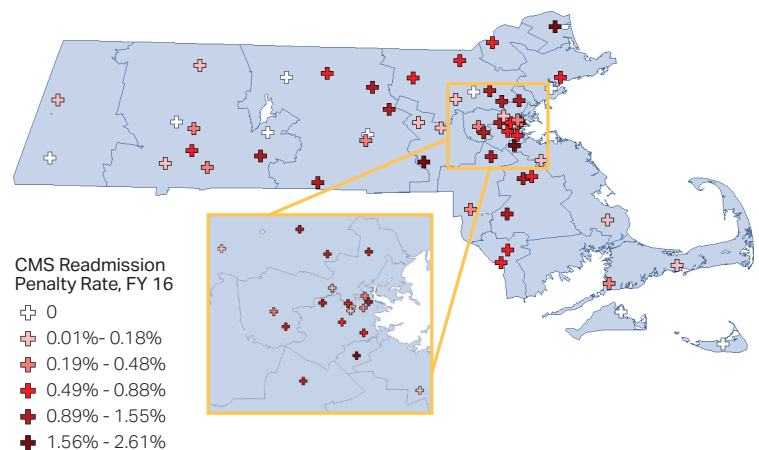 CMS Readmission
Penalty Rate, FY 16
0
0.01%- 0.18%
0.19% - 0.48%
0.49% - 0.88%
0.89% - 1.55%
1.56% - 2.61%